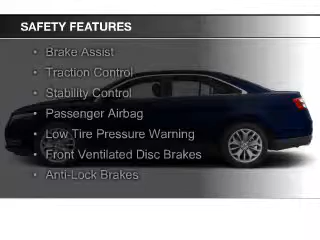 SAFETY FEATURES
• Brake Assist
• Traction Control
• Stability Control
• Passenger Airbag
• Low Tire Pressure Warning
• Front Ventilated Disc Brakes
• Anti-Lock Brakes